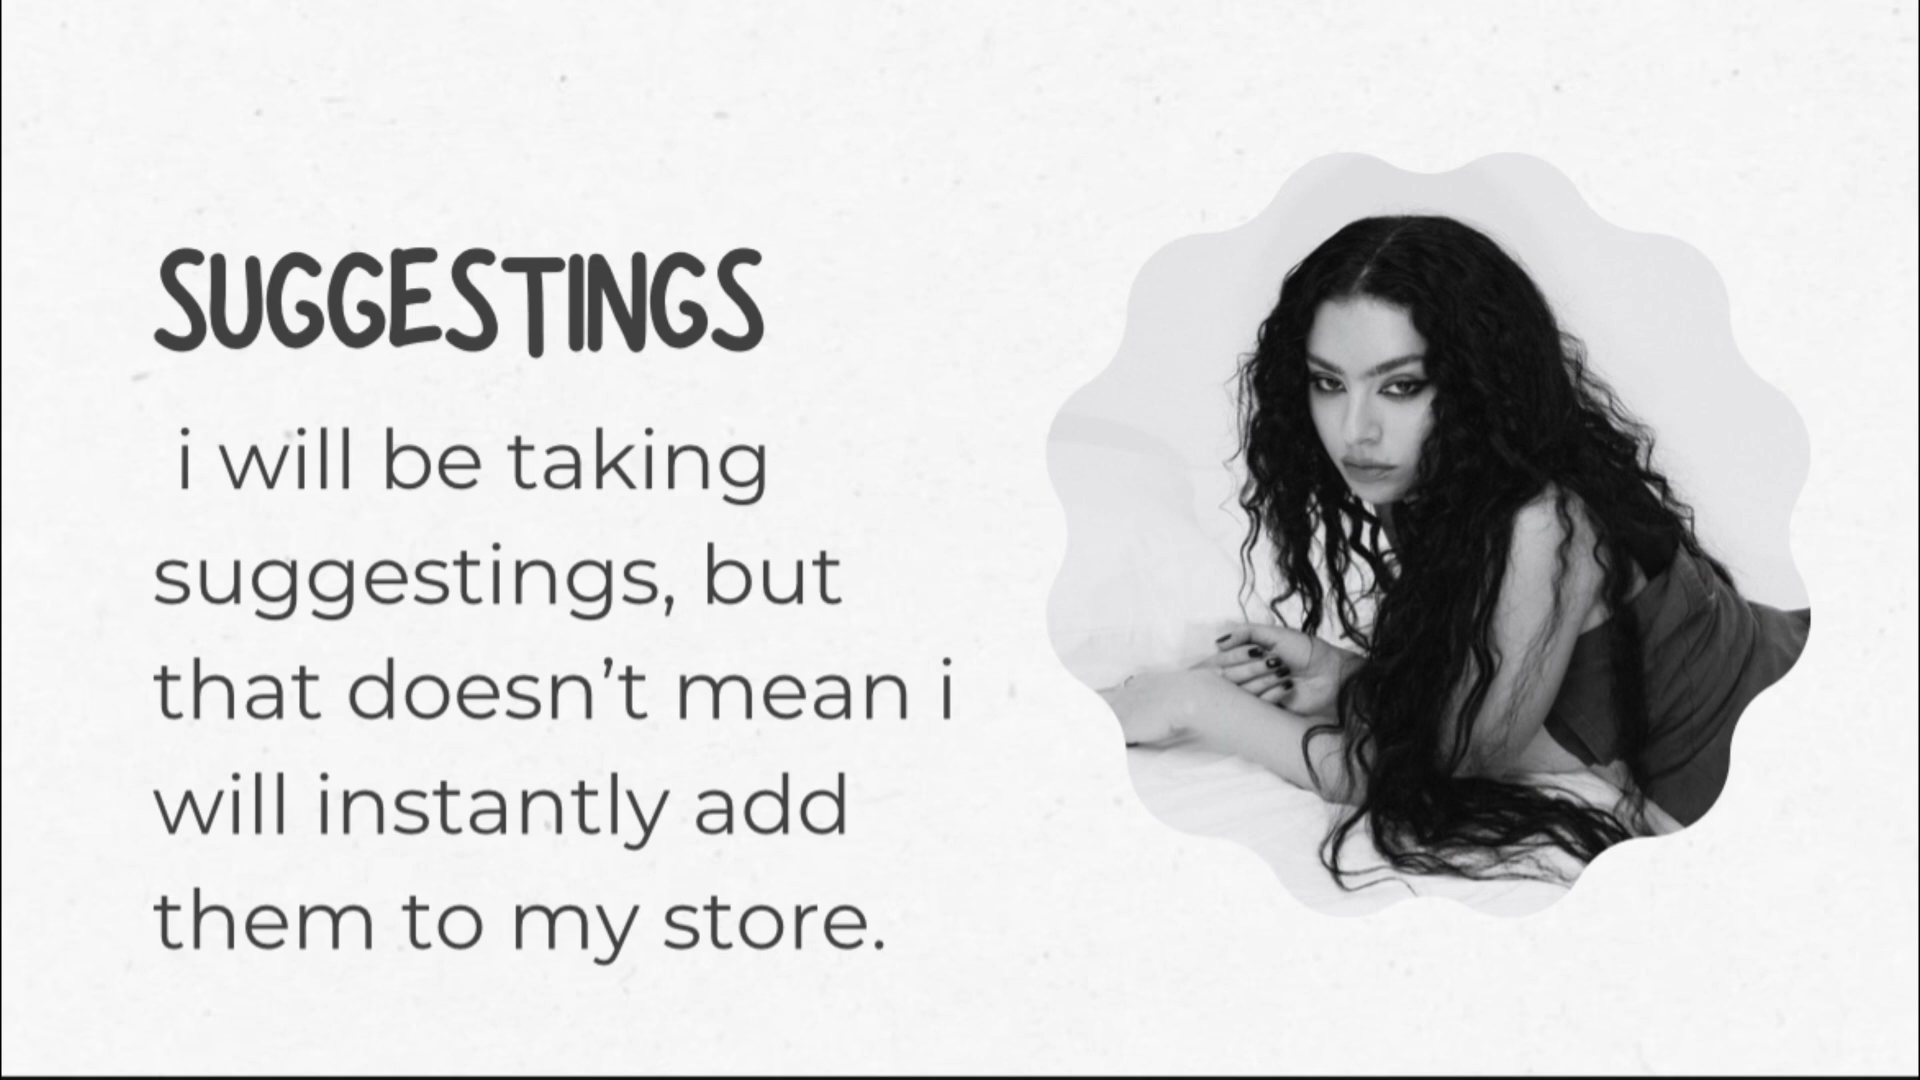 SUGGESTINGS
i will be taking
suggestings, but
that doesn’t mean i
will instantly add
them to my store.